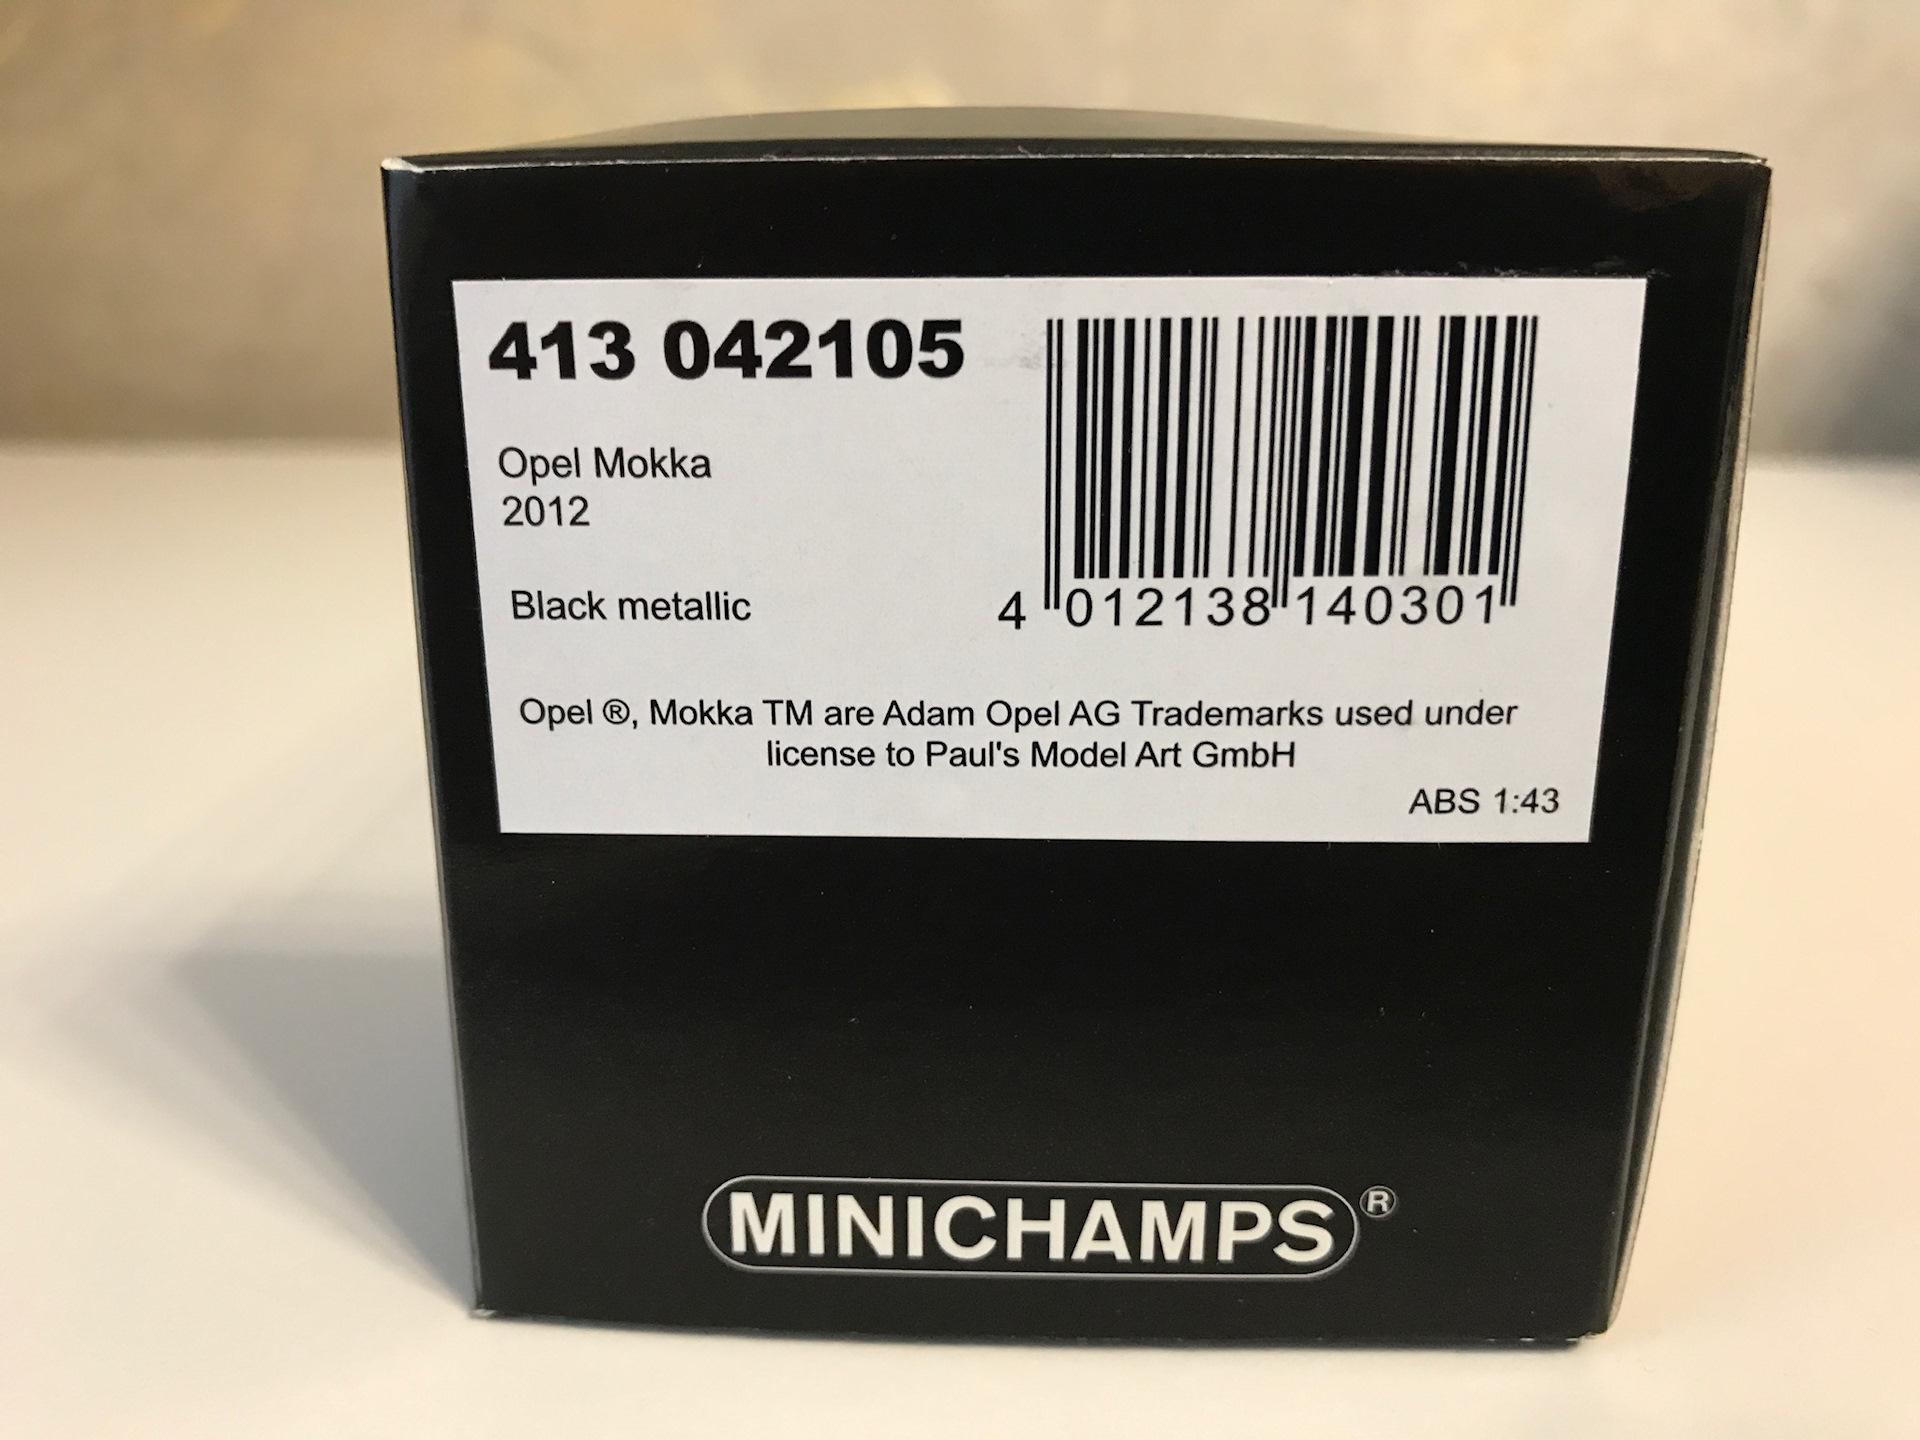 413 042105
Opel Mokka
2012
Black metallic
4 012138 140301
Opel ®, Mokka TM are Adam Opel AG Trademarks used under
license to Paul's Model Art GmbH
ABS 1:43
MINICHAMPS®